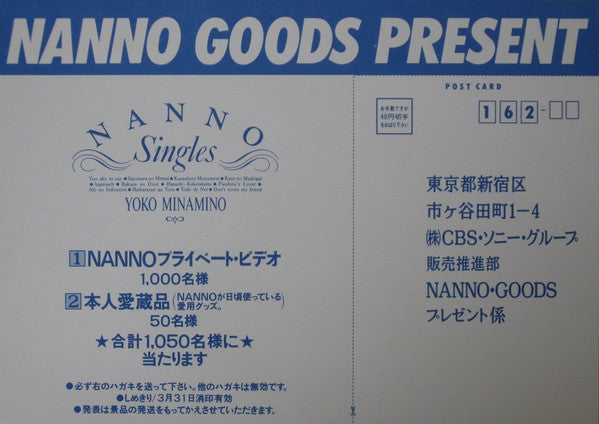 NANNO GOODS PRESENT
NANNO
Singles
YOKO MINAMINO
1 NANNOプライベート・ビデオ
1,000名様
2 本人愛蔵品(NANNOが日頃使っている愛用グッズ。)
50名様
★合計1,050名様に★
当たります
●必ず右のハガキを送って下さい。他のハガキは無効です。
●しめきり/3月31日消印有効
●発表は景品の発送をもってかえさせていただきます。
POST CARD
お手数ですが
40円切手
をおはり下さい
162-□□
東京都新宿区
市ヶ谷田町1-4
㈱CBS・ソニー・グループ
販売推進部
NANNO・GOODS
プレゼント係